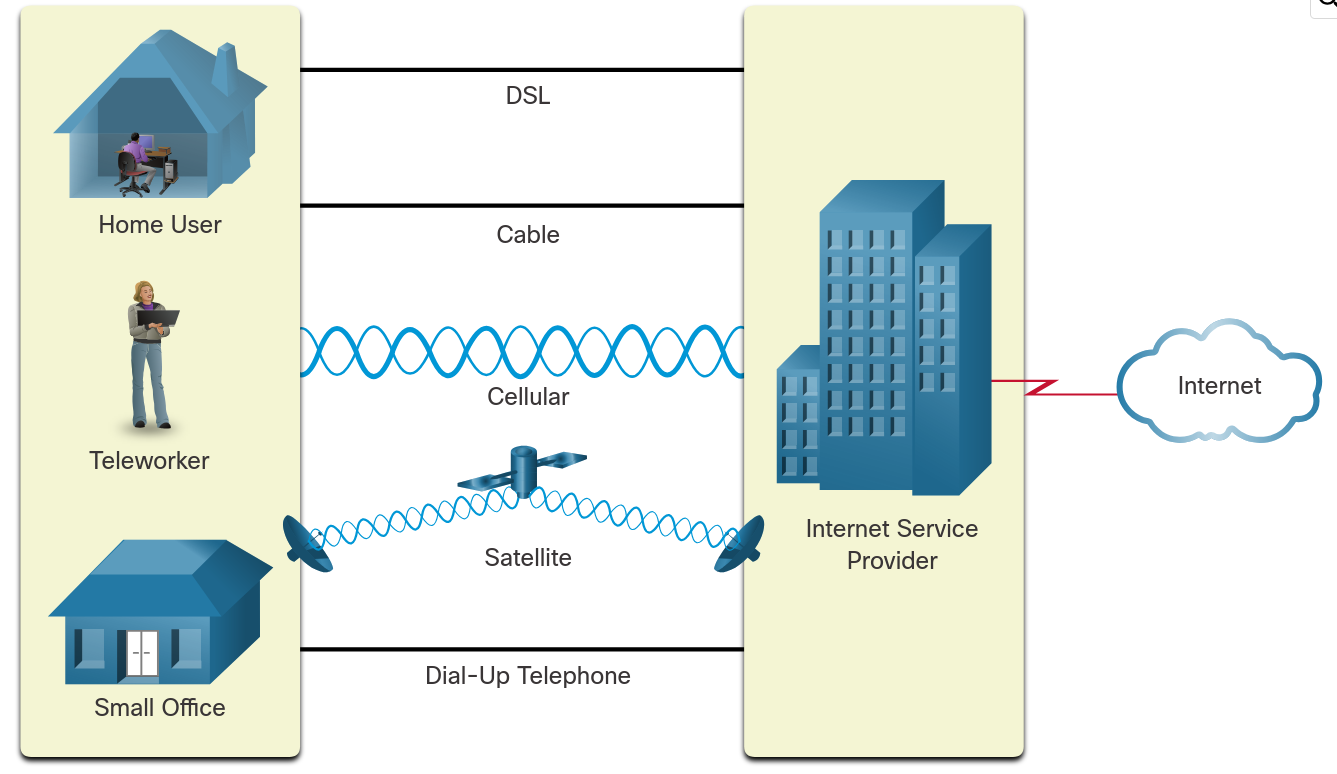 Home User
Teleworker
Small Office
DSL
Cable
Cellular
Satellite
Dial-Up Telephone
Internet Service
Provider
Internet